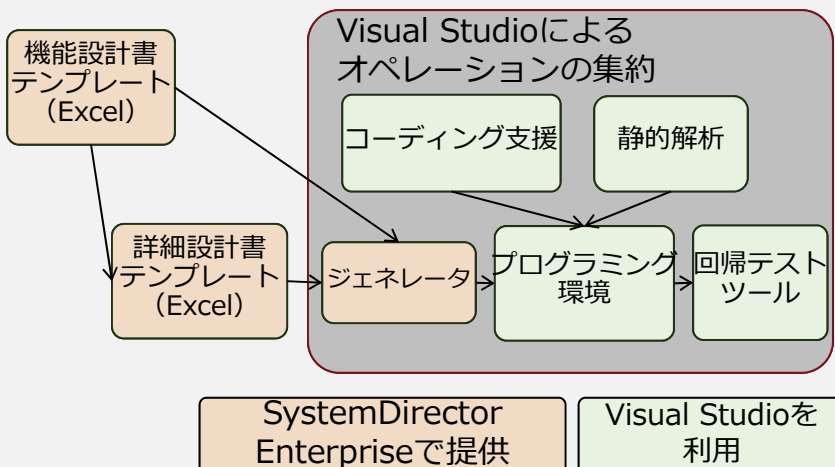 機能設計書
テンプレート
（Excel）
Visual Studioによる
オペレーションの集約
コーディング支援
静的解析
詳細設計書
テンプレート
（Excel）
ジェネレータ
プログラミング
環境
回帰テスト
ツール
SystemDirector
Enterpriseで提供
Visual Studioを
利用